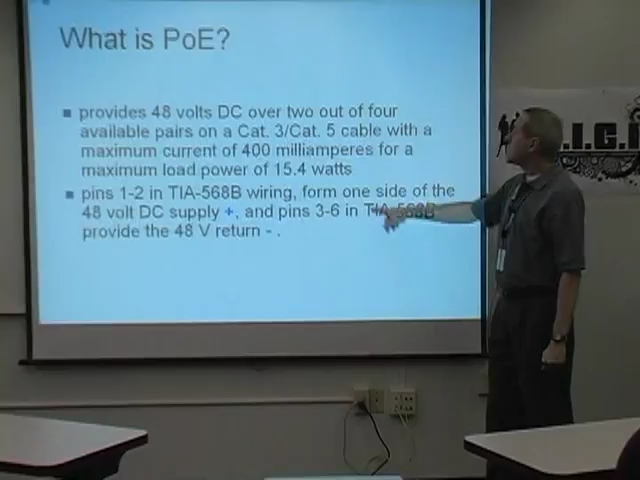 What is PoE?
provides 48 volts DC over two out of four
available pairs on a Cat. 3/Cat. 5 cable with a
maximum current of 400 milliamperes for a
maximum load power of 15.4 watts
pins 1-2 in TIA-568B wiring, form one side of the
48 volt DC supply +, and pins 3-6 in TIA-568B
provide the 48 V return - .
.I.G.I